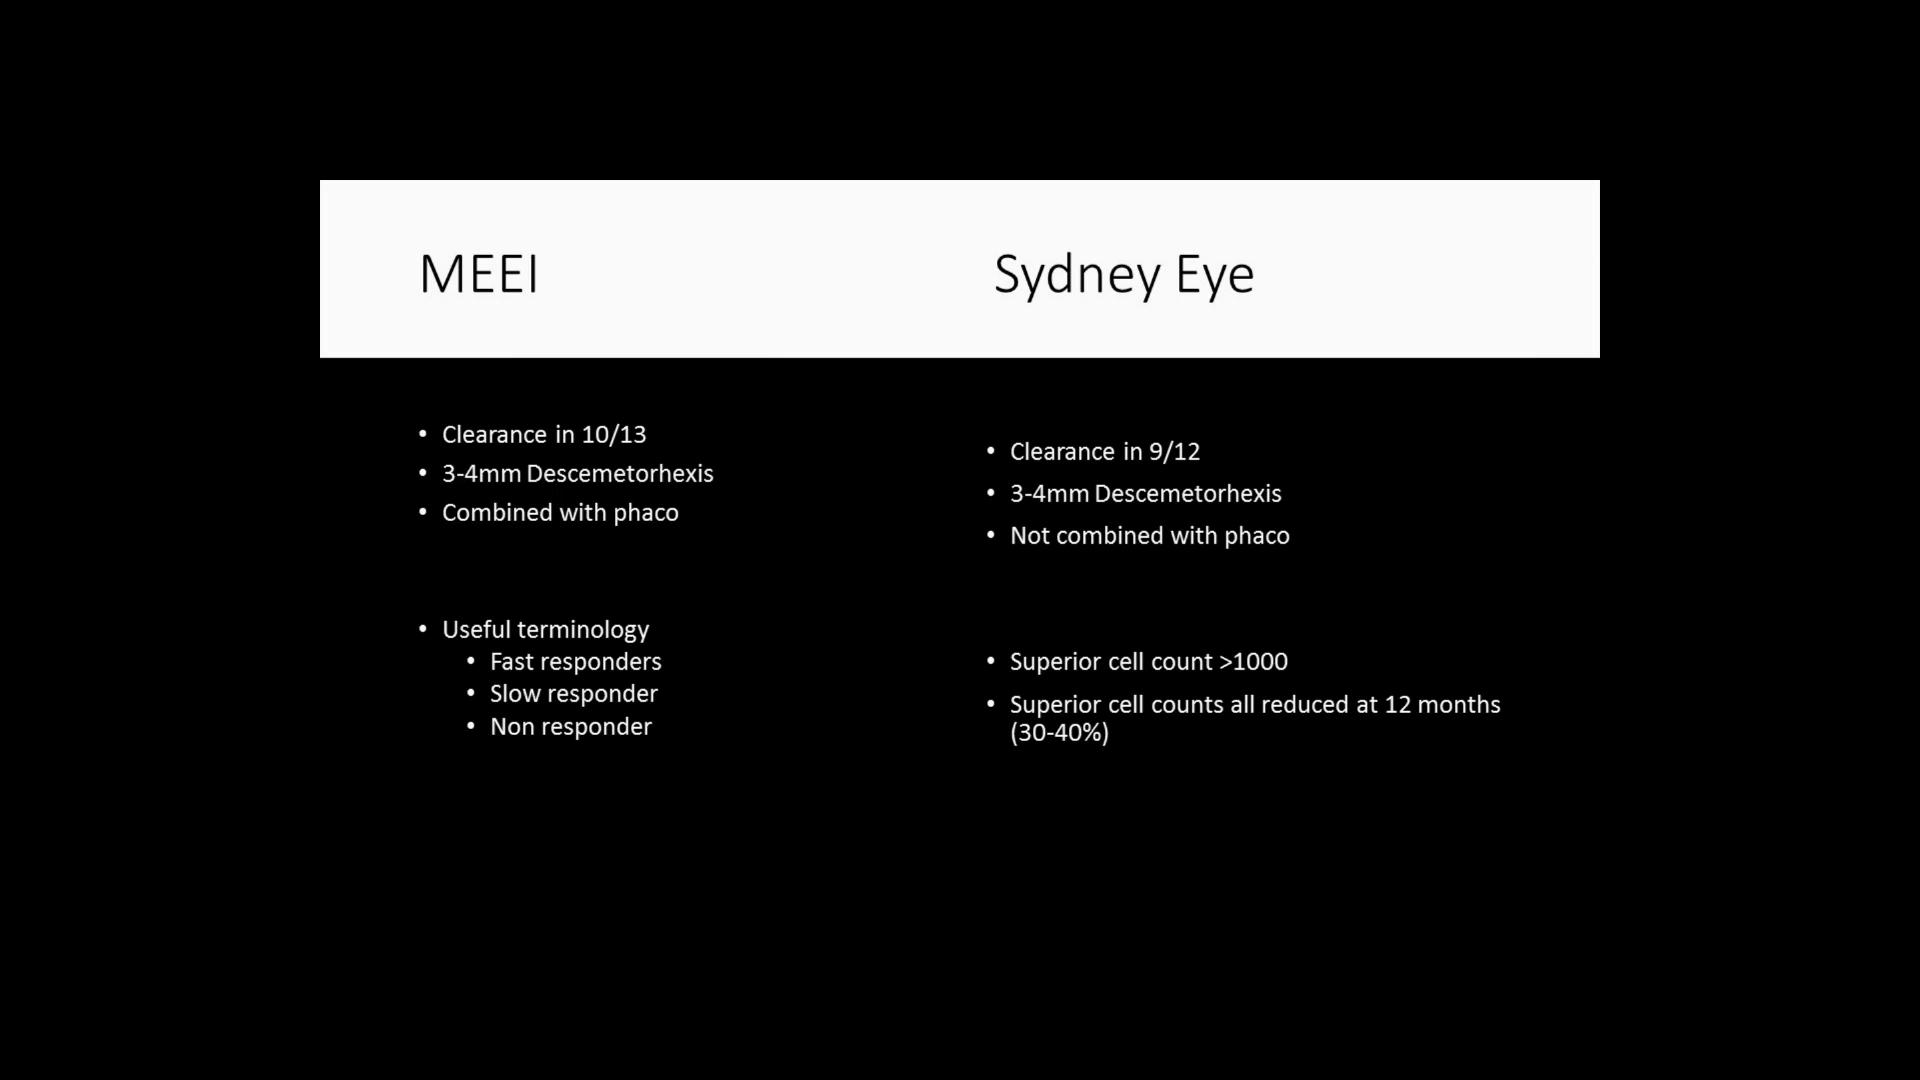 MEEI
• Clearance in 10/13
• 3-4mm Descemetorhexis
• Combined with phaco
• Useful terminology
• Fast responders
• Slow responder
• Non responder
Sydney Eye
• Clearance in 9/12
• 3-4mm Descemetorhexis
• Not combined with phaco
• Superior cell count >1000
• Superior cell counts all reduced at 12 months
(30-40%)